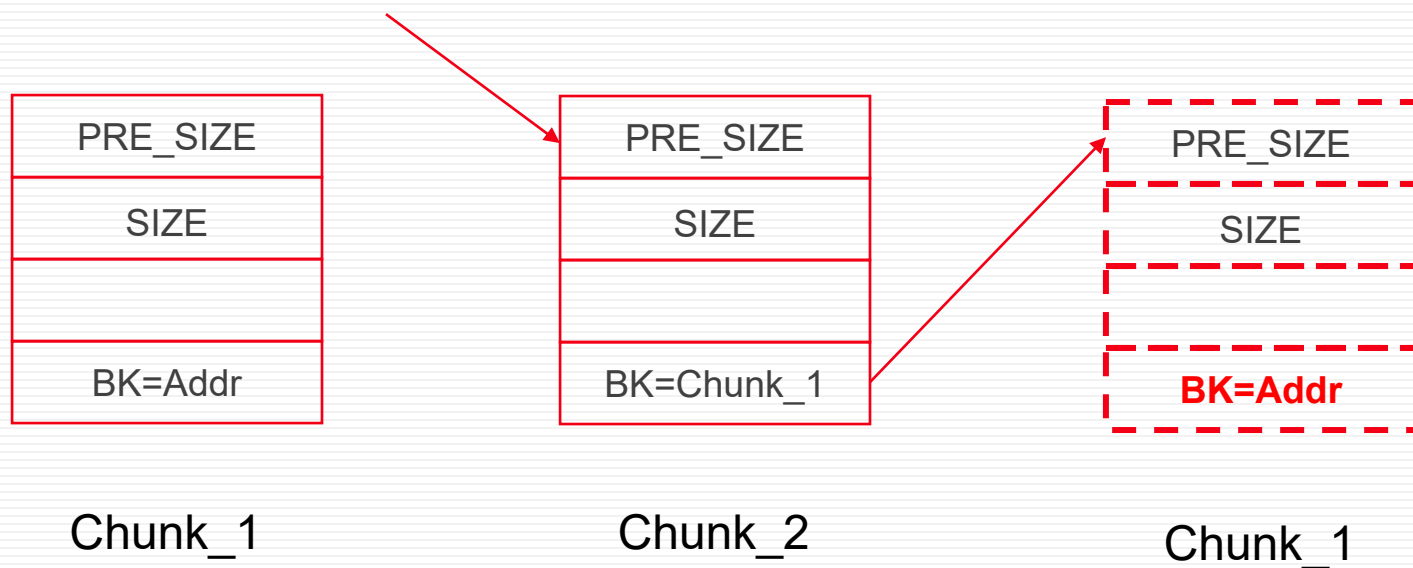 PRE_SIZE
SIZE
BK=Addr
Chunk_1
PRE_SIZE
SIZE
BK=Chunk_1
Chunk_2
PRE_SIZE
SIZE
BK=Addr
Chunk_1